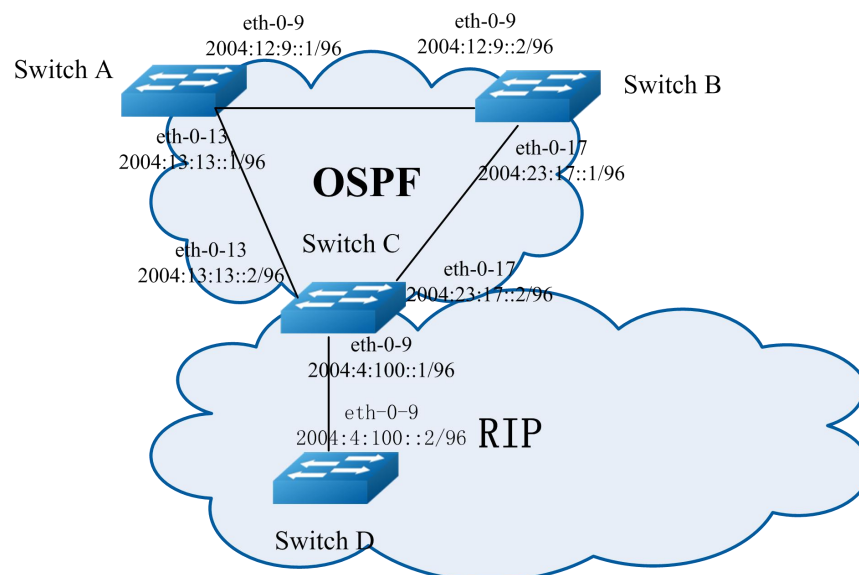 eth-0-9
2004:12:9::1/96
eth-0-9
2004:12:9::2/96
Switch A
Switch B
eth-0-13
2004:13:13::1/96
eth-0-17
2004:23:17::1/96
OSPF
Switch C
eth-0-13
2004:13:13::2/96
eth-0-17
2004:23:17::2/96
eth-0-9
2004:4:100::1/96
eth-0-9
2004:4:100::2/96
RIP
Switch D